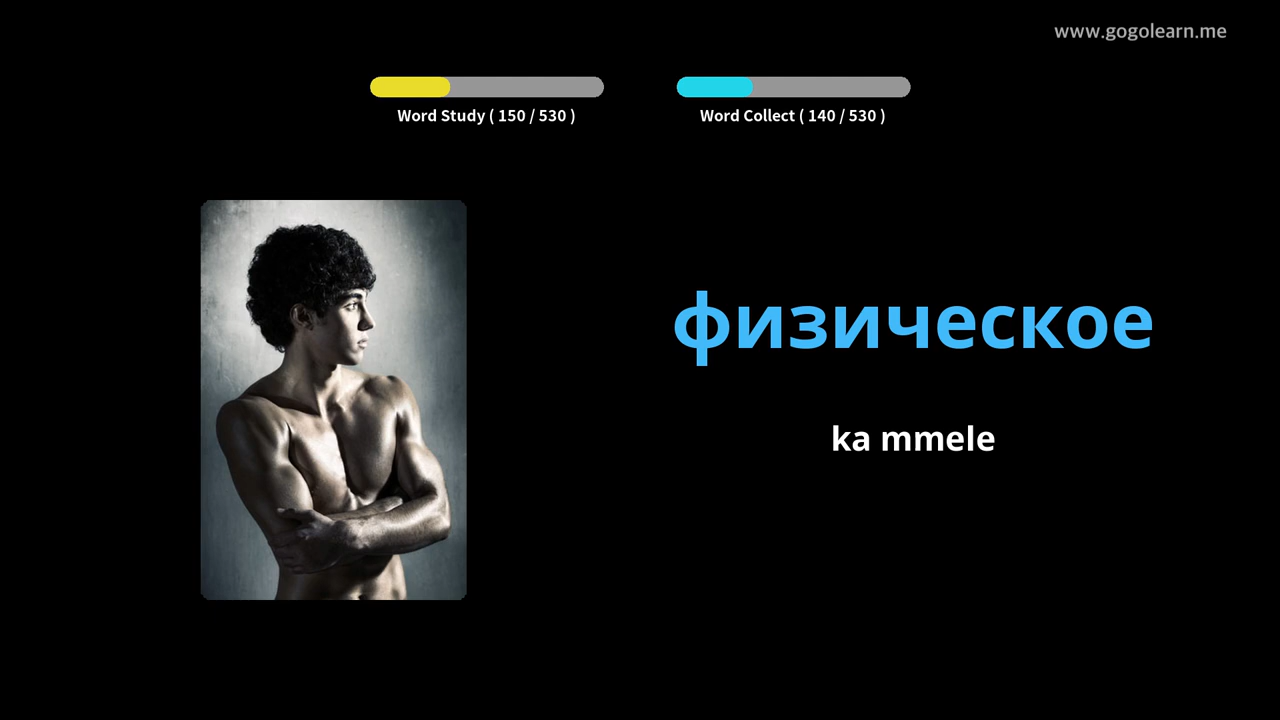 www.gogolearn.me
Word Study ( 150 / 530 )
Word Collect ( 140 / 530 )
физическое
ka mmele